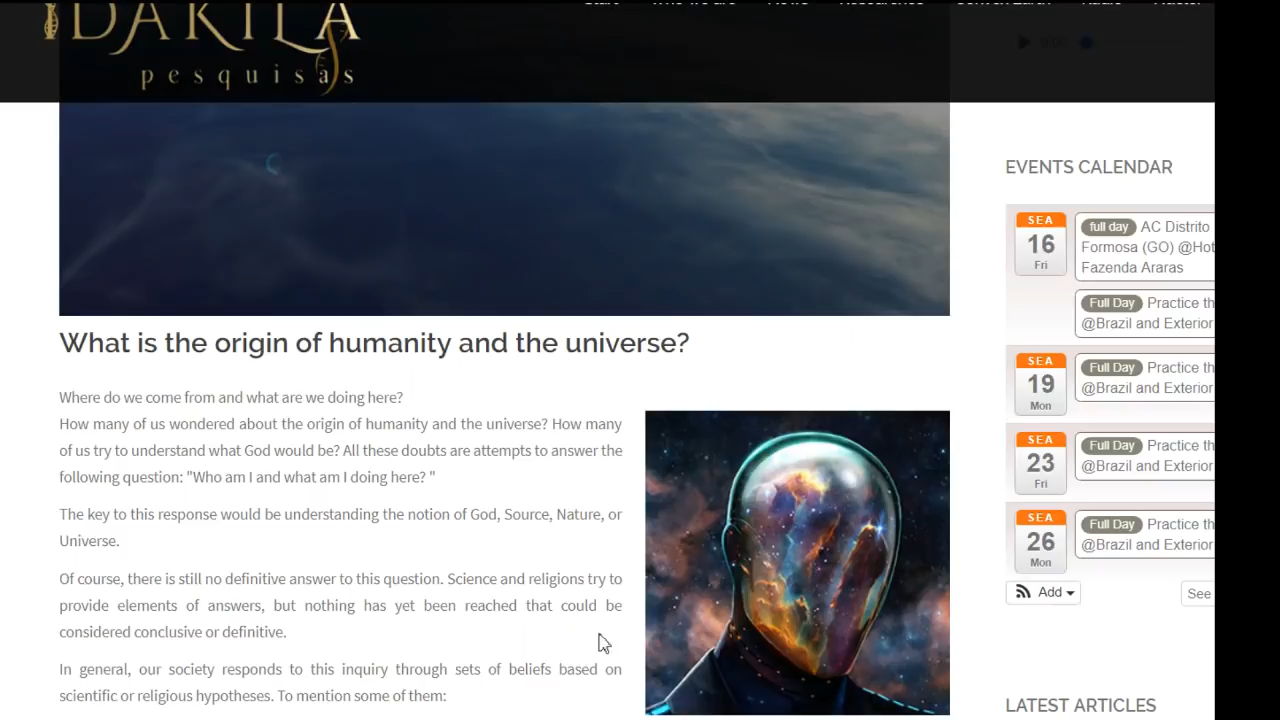 DAKILA
pesquisas
0:00
EVENTS CALENDAR
SEA
16
Fri
full day AC Distrito
Formosa (GO) @Hot
Fazenda Araras
Full Day Practice th
@Brazil and Exterior
SEA
19
Mon
Full Day Practice th
@Brazil and Exterior
SEA
23
Fri
Full Day Practice th
@Brazil and Exterior
SEA
26
Mon
Full Day Practice th
@Brazil and Exterior
Add
See
LATEST ARTICLES
What is the origin of humanity and the universe?
Where do we come from and what are we doing here?
How many of us wondered about the origin of humanity and the universe? How many
of us try to understand what God would be? All these doubts are attempts to answer the
following question: "Who am I and what am I doing here? "
The key to this response would be understanding the notion of God, Source, Nature, or
Universe.
Of course, there is still no definitive answer to this question. Science and religions try to
provide elements of answers, but nothing has yet been reached that could be
considered conclusive or definitive.
In general, our society responds to this inquiry through sets of beliefs based on
scientific or religious hypotheses. To mention some of them: